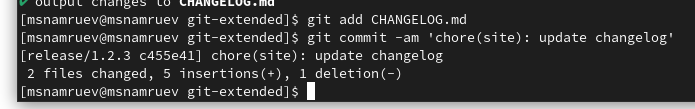 ✔ output changes to CHANGELOG.md
[msnamruev@msnamruev git-extended]$ git add CHANGELOG.md
[msnamruev@msnamruev git-extended]$ git commit -am 'chore(site): update changelog'
[release/1.2.3 c455e41] chore(site): update changelog
 2 files changed, 5 insertions(+), 1 deletion(-)
[msnamruev@msnamruev git-extended]$